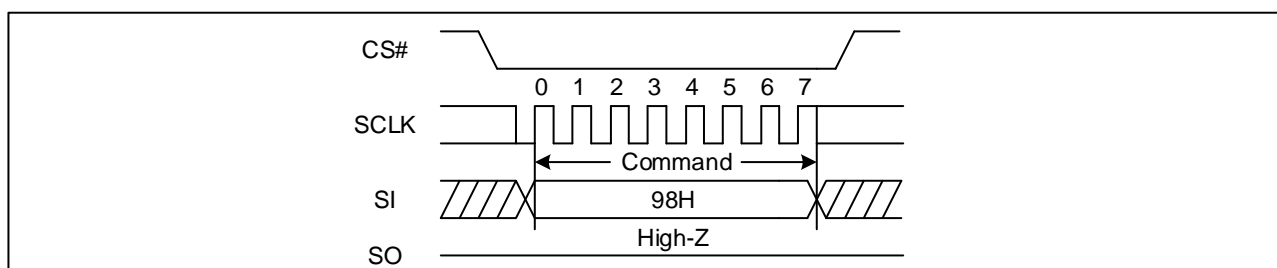 CS#
0 1 2 3 4 5 6 7
SCLK
Command
SI 98H
High-Z
SO